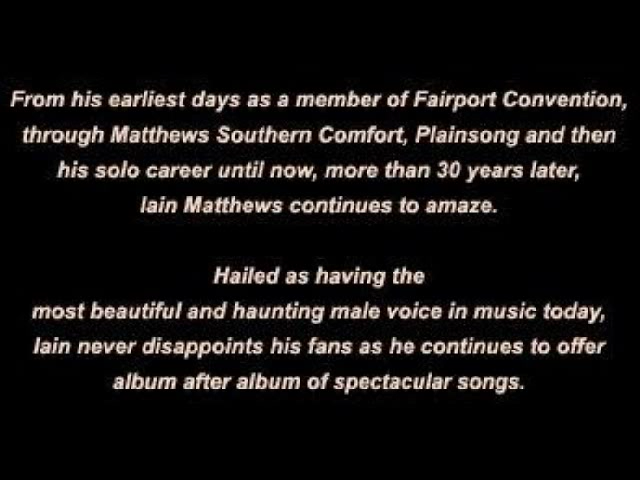 From his earliest days as a member of Fairport Convention,
through Matthews Southern Comfort, Plainsong and then
his solo career until now, more than 30 years later,
Iain Matthews continues to amaze.
Hailed as having the
most beautiful and haunting male voice in music today,
Iain never disappoints his fans as he continues to offer
album after album of spectacular songs.